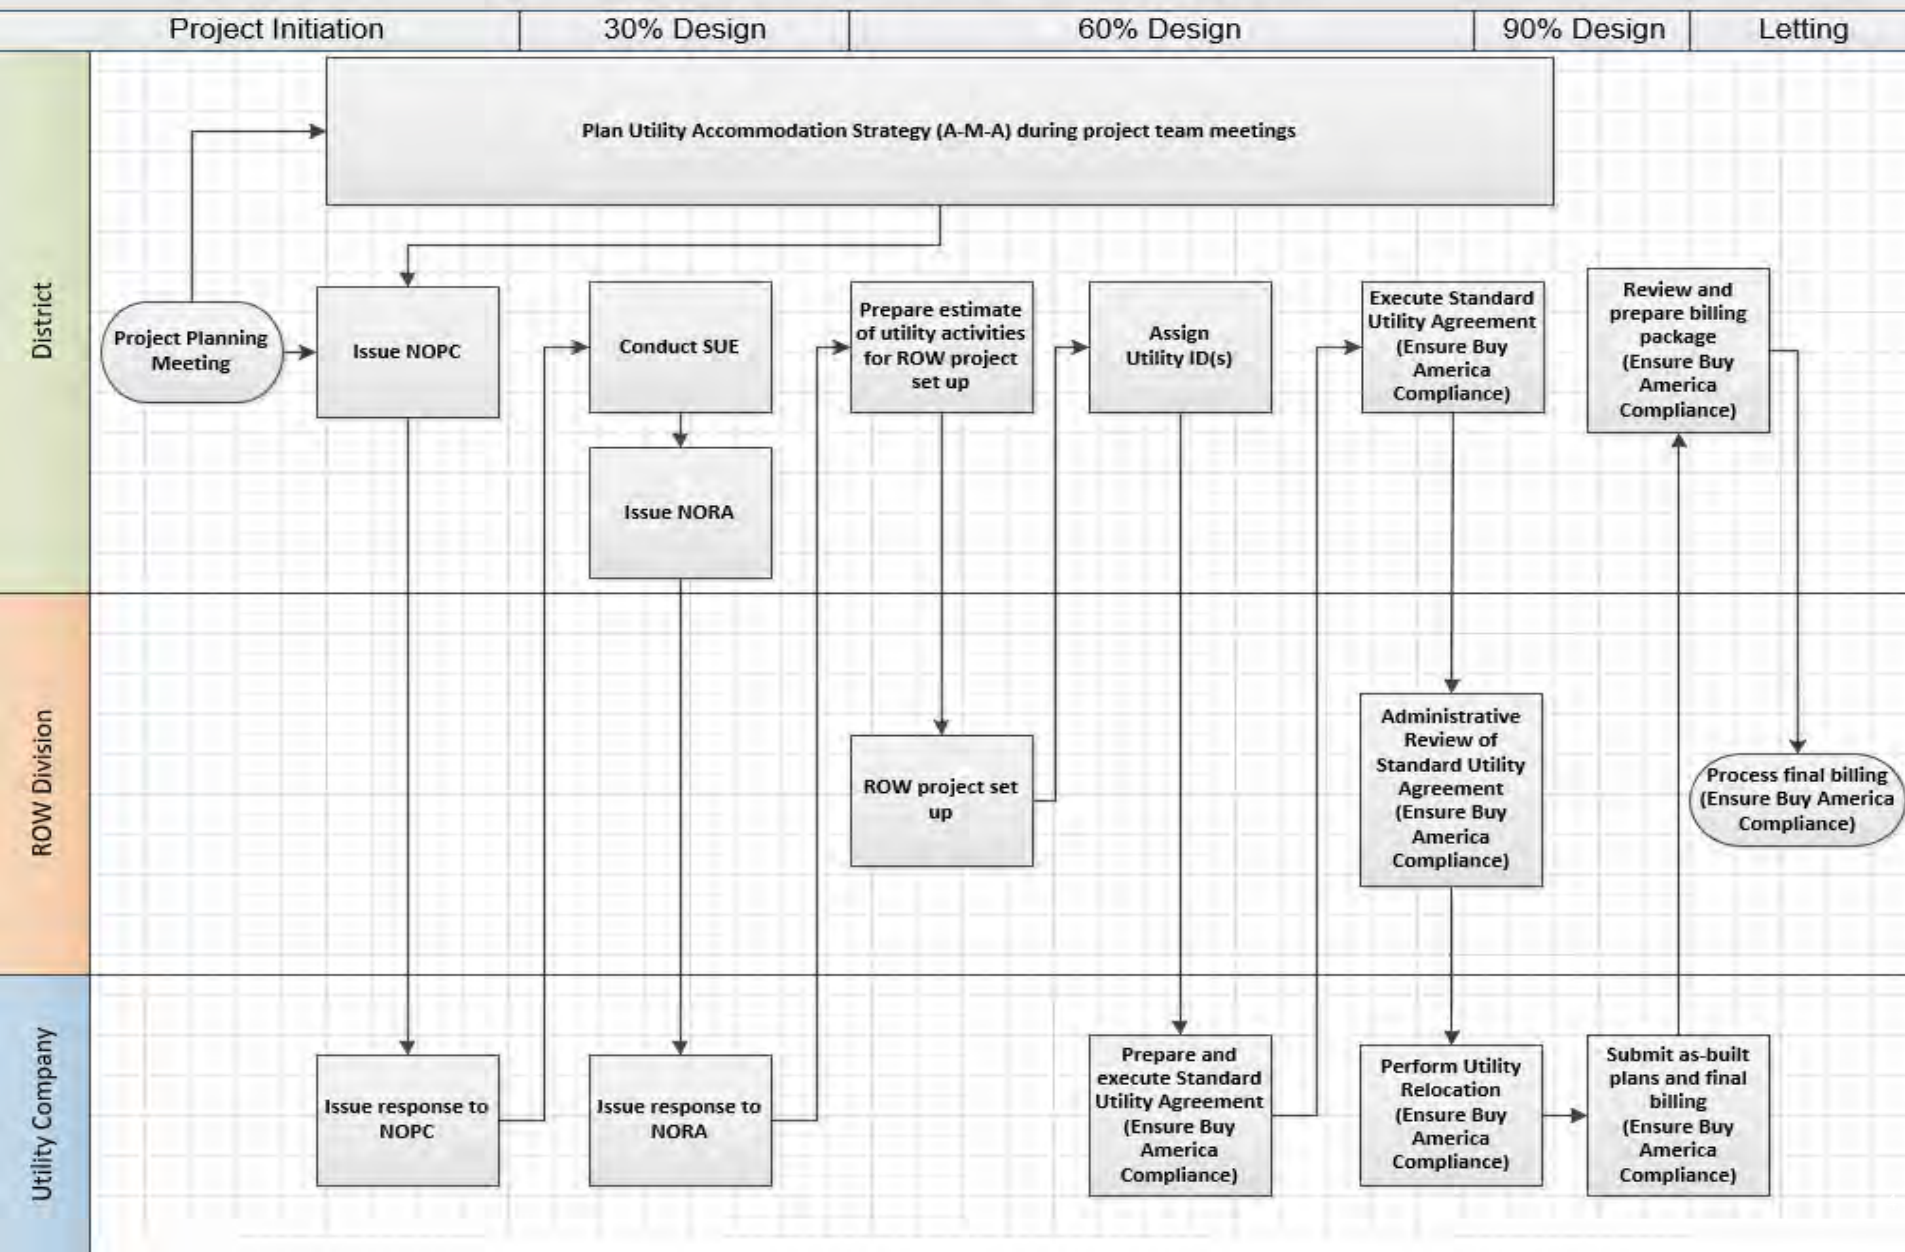 Project Initiation
30% Design
60% Design
90% Design
Letting
District
Plan Utility Accommodation Strategy (A-M-A) during project team meetings
Project Planning
Meeting
Issue NOPC
Conduct SUE
Issue NORA
Prepare estimate
of utility activities
for ROW project
set up
Assign
Utility ID(s)
Execute Standard
Utility Agreement
(Ensure Buy
America
Compliance)
Review and
prepare billing
package
(Ensure Buy
America
Compliance)
ROW Division
ROW project set
up
Administrative
Review of
Standard Utility
Agreement
(Ensure Buy
America
Compliance)
Process final billing
(Ensure Buy America
Compliance)
Utility Company
Issue response to
NOPC
Issue response to
NORA
Prepare and
execute Standard
Utility Agreement
(Ensure Buy
America
Compliance)
Perform Utility
Relocation
(Ensure Buy
America
Compliance)
Submit as-built
plans and final
billing
(Ensure Buy
America
Compliance)